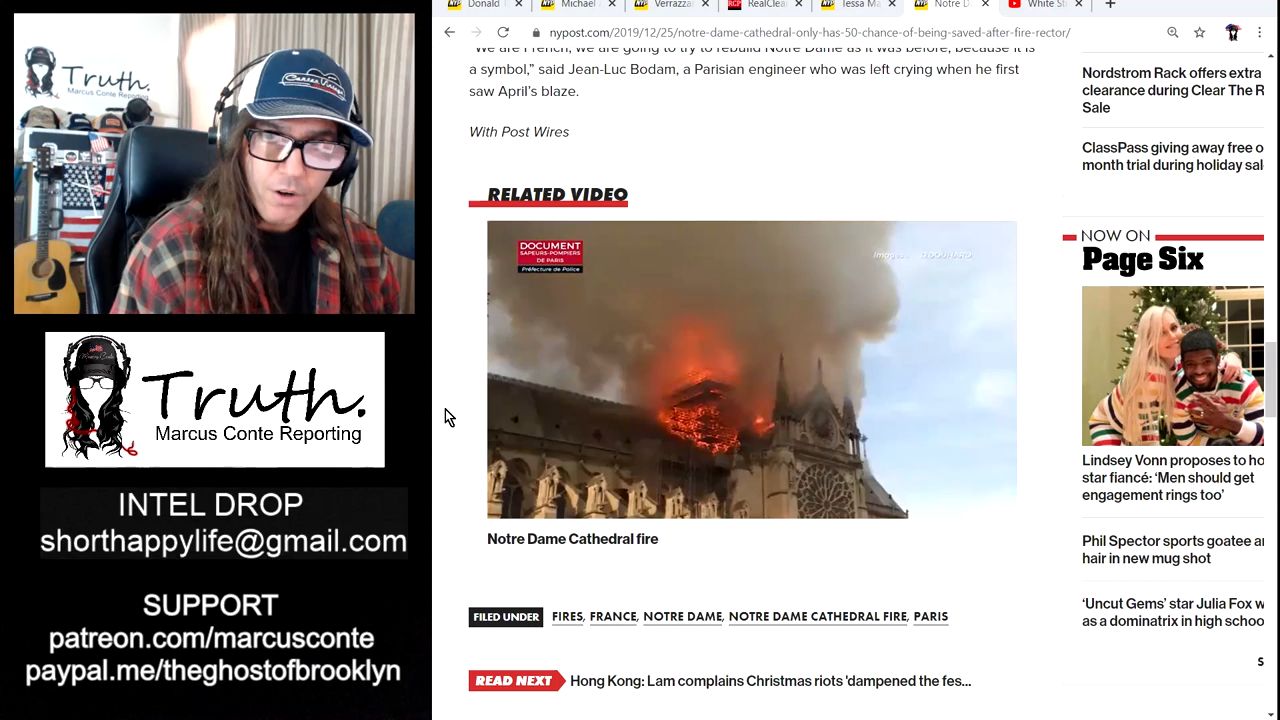 Donald T
Michael
Verrazza
RealClear
Tessa Ma
Notre D
White S
nypost.com/2019/12/25/notre-dame-cathedral-only-has-50-chance-of-being-saved-after-fire-rector/
"We are French, we are going to try to rebuild Notre Dame as it was before, because it is
a symbol," said Jean-Luc Bodam, a Parisian engineer who was left crying when he first
saw April's blaze.
With Post Wires
RELATED VIDEO
DOCUMENT
SAPEURS-POMPIERS
DE PARIS
Préfecture de Police
Notre Dame Cathedral fire
FILED UNDER FIRES, FRANCE, NOTRE DAME, NOTRE DAME CATHEDRAL FIRE, PARIS
READ NEXT Hong Kong: Lam complains Christmas riots 'dampened the fes...
Nordstrom Rack offers extra
clearance during Clear The R
Sale
ClassPass giving away free o
month trial during holiday sal
NOW ON
Page Six
Lindsey Vonn proposes to ho
star fiancé: 'Men should get
engagement rings too'
Phil Spector sports goatee an
hair in new mug shot
'Uncut Gems' star Julia Fox w
as a dominatrix in high schoo
S
Truth.
Marcus Conte Reporting
Truth.
Marcus Conte Reporting
INTEL DROP
shorthappylife@gmail.com
SUPPORT
patreon.com/marcusconte
paypal.me/theghostofbrooklyn